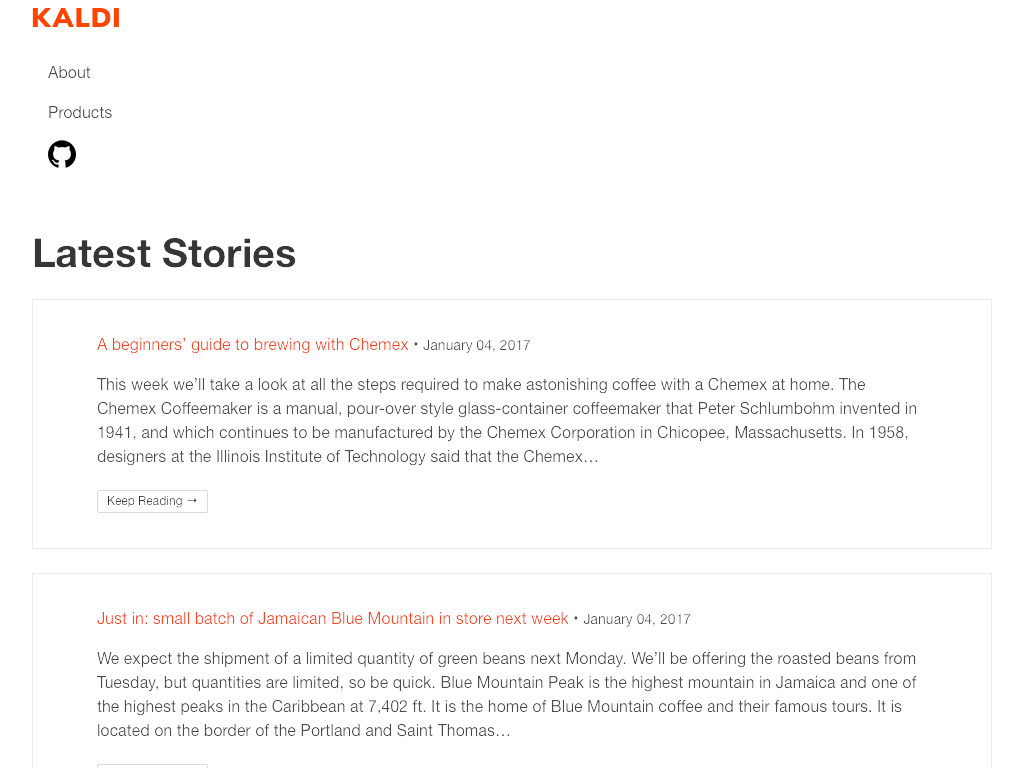 KALDI
About
Products
Latest Stories
A beginners’ guide to brewing with Chemex • January 04, 2017
This week we’ll take a look at all the steps required to make astonishing coffee with a Chemex at home. The
Chemex Coffeemaker is a manual, pour-over style glass-container coffeemaker that Peter Schlumbohm invented in
1941, and which continues to be manufactured by the Chemex Corporation in Chicopee, Massachusetts. In 1958,
designers at the Illinois Institute of Technology said that the Chemex…
Keep Reading →
Just in: small batch of Jamaican Blue Mountain in store next week • January 04, 2017
We expect the shipment of a limited quantity of green beans next Monday. We’ll be offering the roasted beans from
Tuesday, but quantities are limited, so be quick. Blue Mountain Peak is the highest mountain in Jamaica and one of
the highest peaks in the Caribbean at 7,402 ft. It is the home of Blue Mountain coffee and their famous tours. It is
located on the border of the Portland and Saint Thomas…